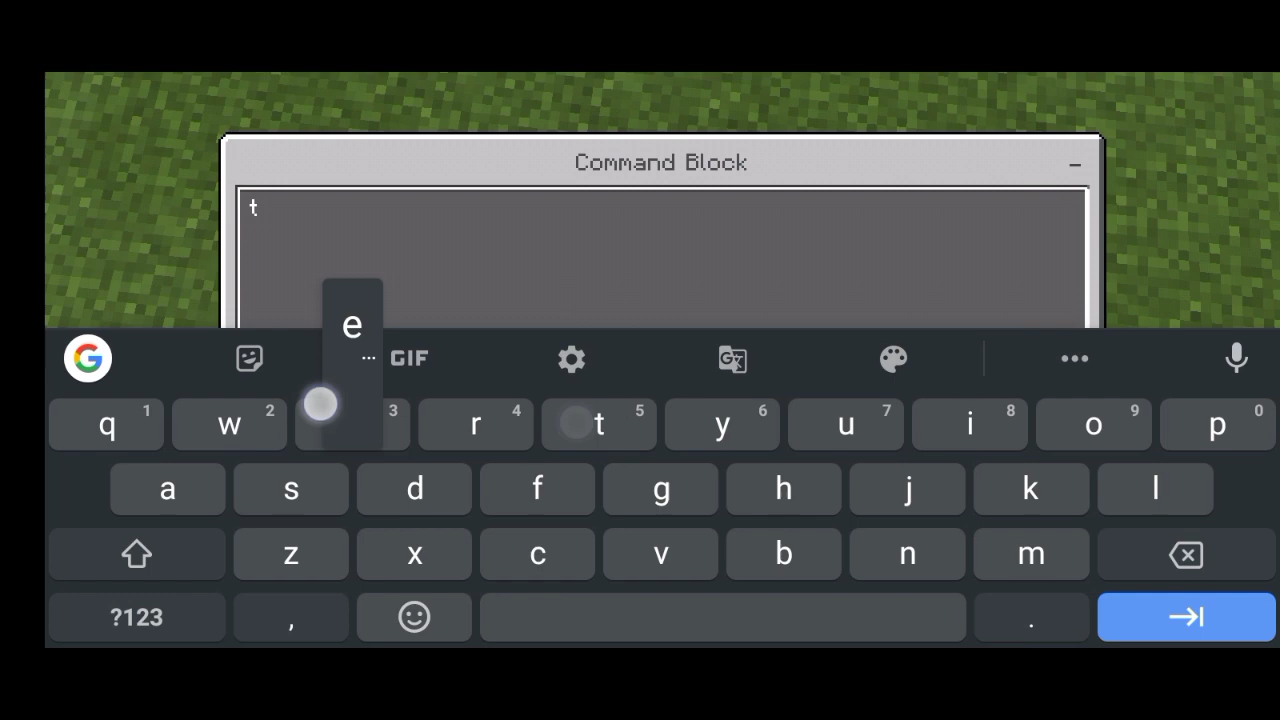 Command Block
t
e
... GIF
q 1 w 2 3 r 4 t 5 y 6 u 7 i 8 o 9 p 0
a s d f g h j k l
z x c v b n m
?123 , .